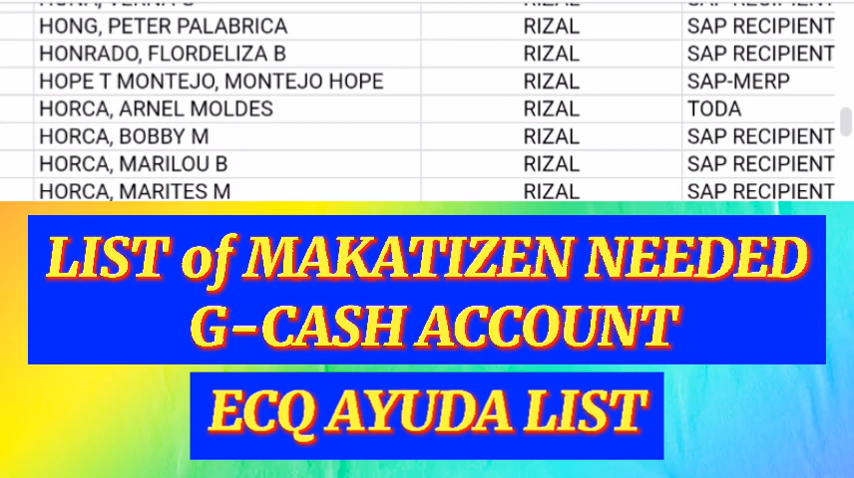 HONG, PETER PALABRICA RIZAL SAP RECIPIENT
HONRADO, FLORDELIZA B RIZAL SAP RECIPIENT
HOPE T MONTEJO, MONTEJO HOPE RIZAL SAP-MERP
HORCA, ARNEL MOLDES RIZAL TODA
HORCA, BOBBY M RIZAL SAP RECIPIENT
HORCA, MARILOU B RIZAL SAP RECIPIENT
HORCA, MARITES M RIZAL SAP RECIPIENT
LIST of MAKATIZEN NEEDED
G-CASH ACCOUNT
ECQ AYUDA LIST